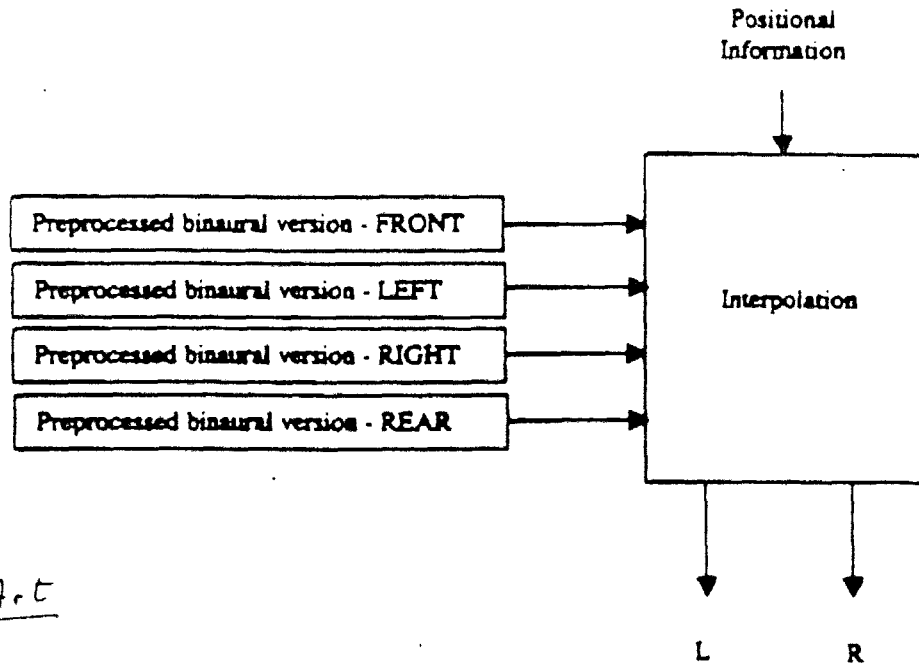 Positional
Information
Preprocessed binaural version - FRONT
Preprocessed binaural version - LEFT
Preprocessed binaural version - RIGHT
Preprocessed binaural version - REAR
Interpolation
Art
L R